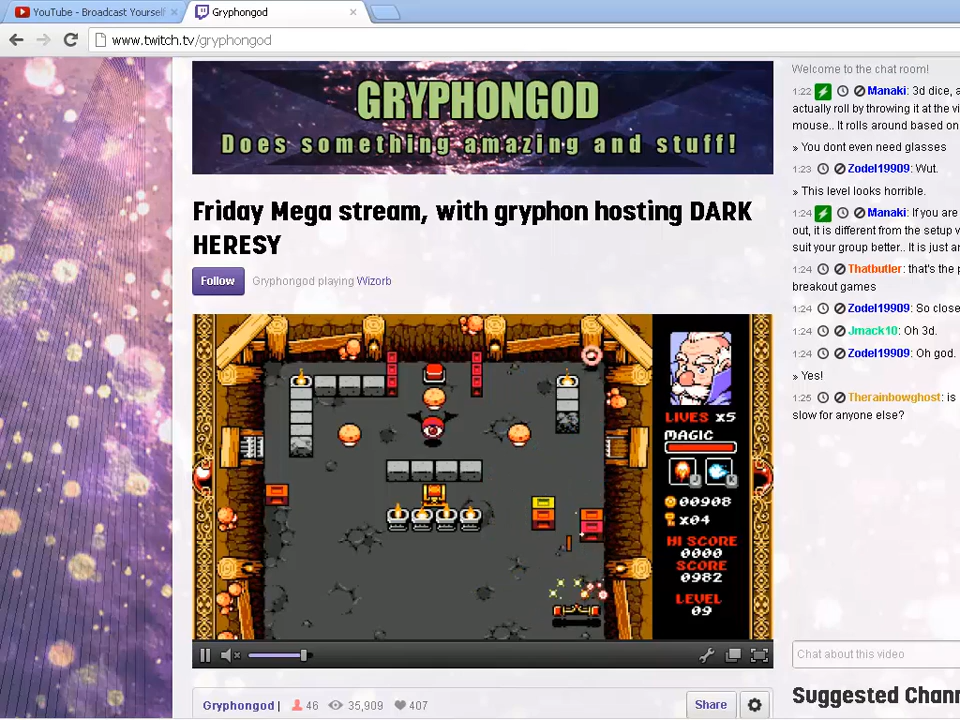 YouTube - Broadcast Yourself
Gryphongod
www.twitch.tv/gryphongod
GRYPHONGOD
Does something amazing and stuff!
Friday Mega stream, with gryphon hosting DARK
HERESY
Follow
Gryphongod playing Wizorb
LIVES x5
MAGIC
J
K
00908
x04
HI SCORE
0000
SCORE
0982
LEVEL
09
Gryphongod |
46
35,909
407
Share
Welcome to the chat room!
1:22 Manaki: 3d dice, a
actually roll by throwing it at the vi
mouse.. It rolls around based on
» You dont even need glasses
1:23 Zodel19909: Wut.
» This level looks horrible.
1:24 Manaki: If you are
out, it is different from the setup v
suit your group better.. It is just ar
1:24 Thatbutler: that's the p
breakout games
1:24 Zodel19909: So close
1:24 Jmack10: Oh 3d.
1:24 Zodel19909: Oh god.
» Yes!
1:25 Therainbowghost: is
slow for anyone else?
Chat about this video
Suggested Chann